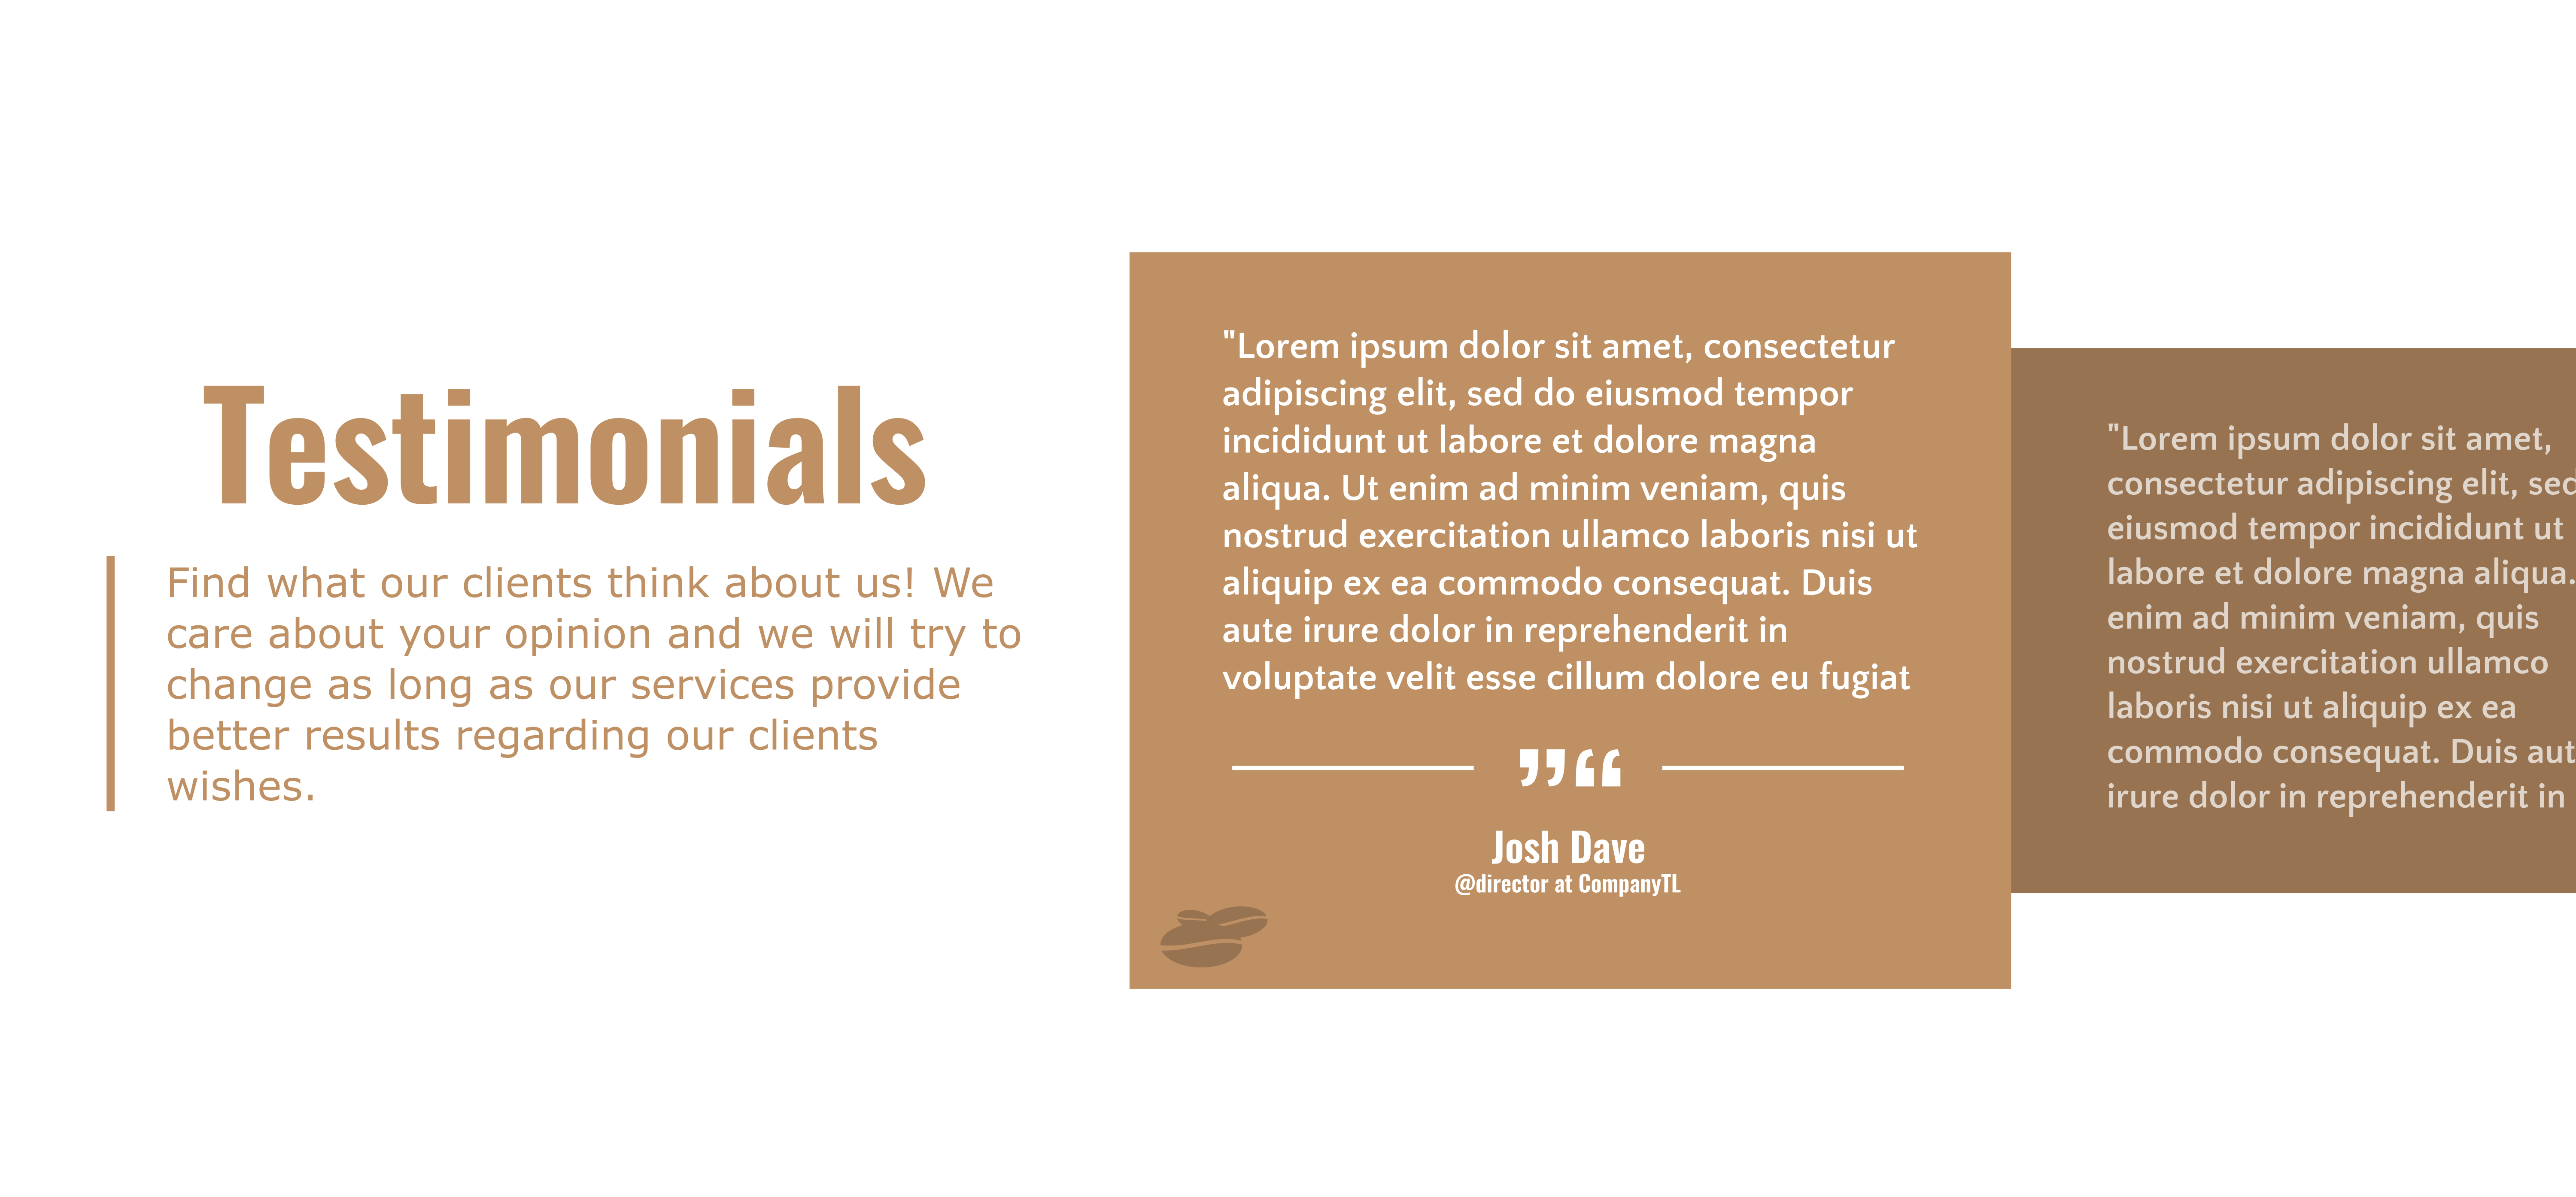 Testimonials
Find what our clients think about us! We
care about your opinion and we will try to
change as long as our services provide
better results regarding our clients
wishes.
"Lorem ipsum dolor sit amet, consectetur
adipiscing elit, sed do eiusmod tempor
incididunt ut labore et dolore magna
aliqua. Ut enim ad minim veniam, quis
nostrud exercitation ullamco laboris nisi ut
aliquip ex ea commodo consequat. Duis
aute irure dolor in reprehenderit in
voluptate velit esse cillum dolore eu fugiat
”“
Josh Dave
@director at CompanyTL
"Lorem ipsum dolor sit amet,
consectetur adipiscing elit, sed
eiusmod tempor incididunt ut
labore et dolore magna aliqua.
enim ad minim veniam, quis
nostrud exercitation ullamco
laboris nisi ut aliquip ex ea
commodo consequat. Duis aut
irure dolor in reprehenderit in